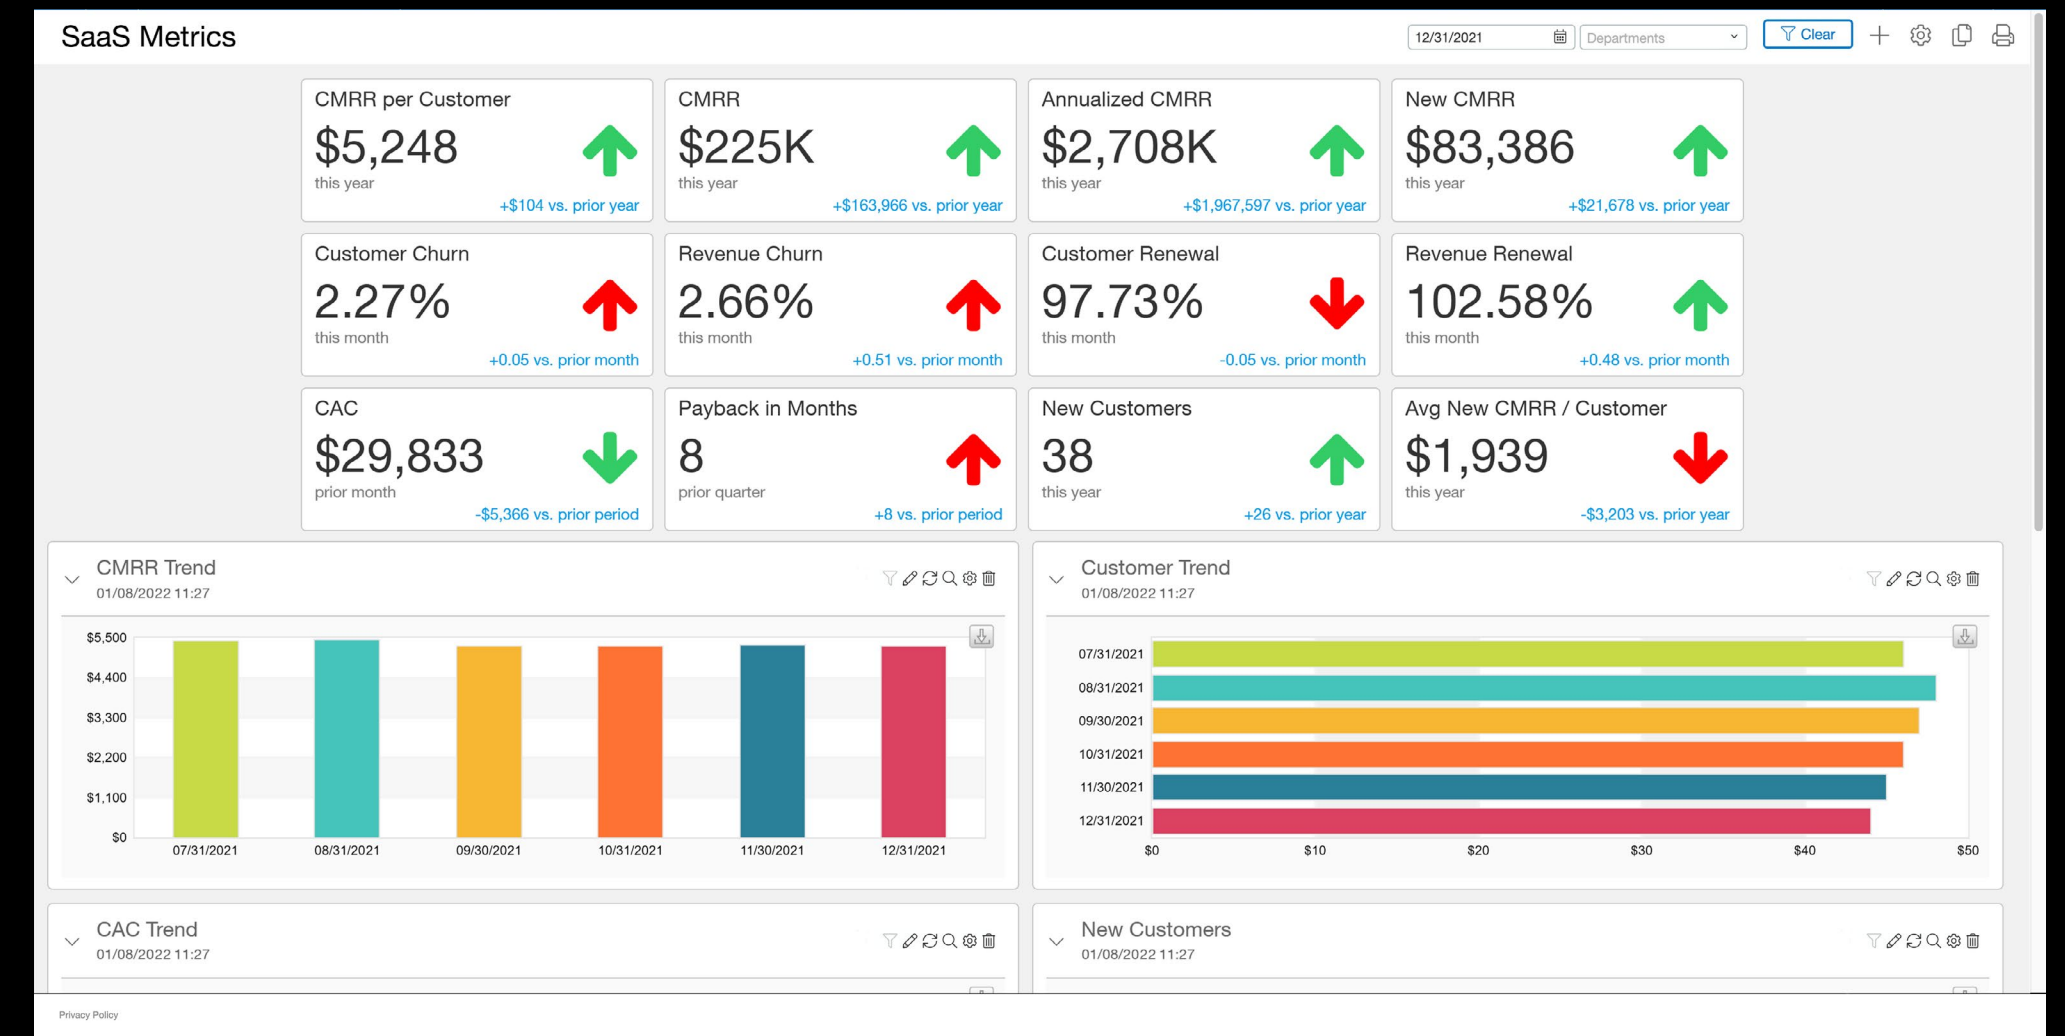 SaaS Metrics
12/31/2021
Departments
Clear
CMRR per Customer
$5,248
this year
+$104 vs. prior year
CMRR
$225K
this year
+$163,966 vs. prior year
Annualized CMRR
$2,708K
this year
+$1,967,597 vs. prior year
New CMRR
$83,386
this year
+$21,678 vs. prior year
Customer Churn
2.27%
this month
+0.05 vs. prior month
Revenue Churn
2.66%
this month
+0.51 vs. prior month
Customer Renewal
97.73%
this month
-0.05 vs. prior month
Revenue Renewal
102.58%
this month
+0.48 vs. prior month
CAC
$29,833
prior month
-$5,366 vs. prior period
Payback in Months
8
prior quarter
+8 vs. prior period
New Customers
38
this year
+26 vs. prior year
Avg New CMRR / Customer
$1,939
this year
-$3,203 vs. prior year
CMRR Trend
01/08/2022 11:27
$5,500
$4,400
$3,300
$2,200
$1,100
$0
07/31/2021
08/31/2021
09/30/2021
10/31/2021
11/30/2021
12/31/2021
Customer Trend
01/08/2022 11:27
07/31/2021
08/31/2021
09/30/2021
10/31/2021
11/30/2021
12/31/2021
$0
$10
$20
$30
$40
$50
CAC Trend
01/08/2022 11:27
New Customers
01/08/2022 11:27
Privacy Policy